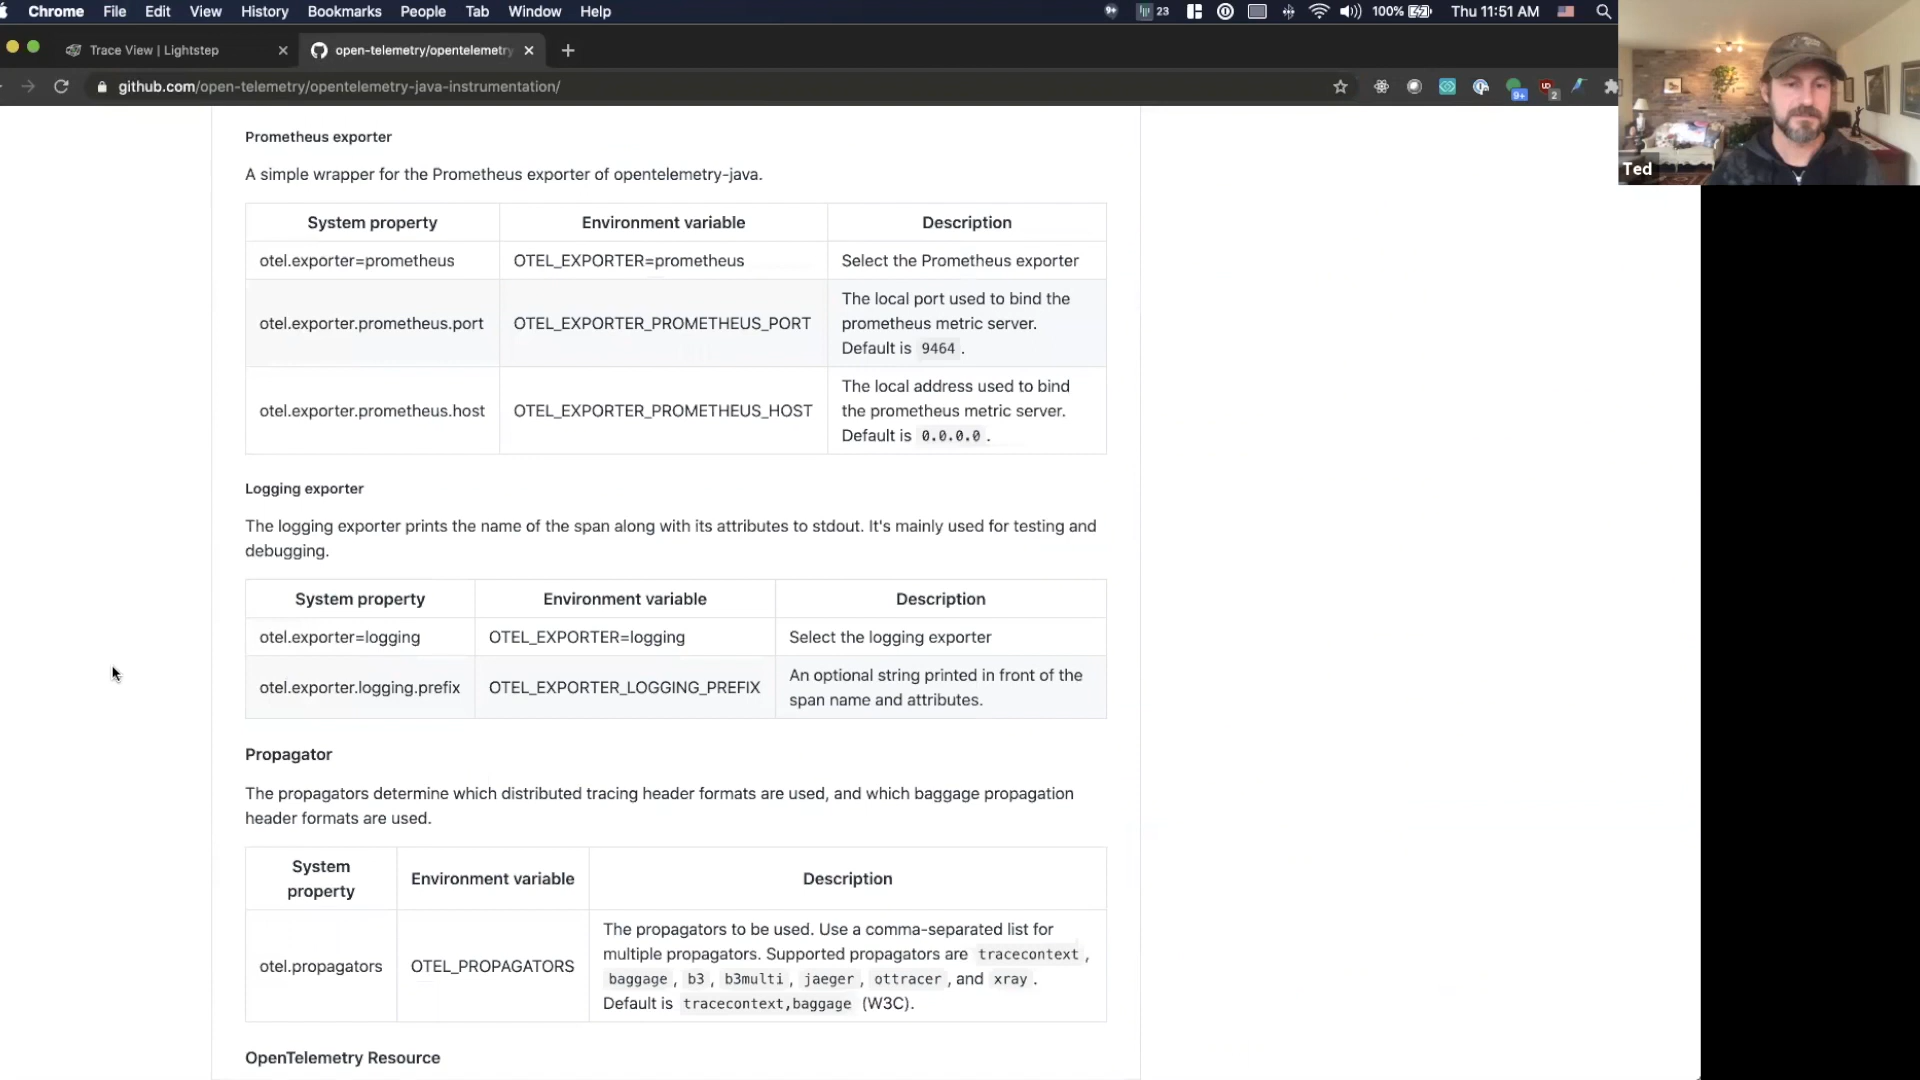 Chrome File Edit View History Bookmarks People Tab Window Help 23 100% Thu 11:51 AM
Trace View | Lightstep open-telemetry/opentelemetry
github.com/open-telemetry/opentelemetry-java-instrumentation/ 9+ 2
Ted
Prometheus exporter
A simple wrapper for the Prometheus exporter of opentelemetry-java.
System property Environment variable Description
otel.exporter=prometheus OTEL_EXPORTER=prometheus Select the Prometheus exporter
otel.exporter.prometheus.port OTEL_EXPORTER_PROMETHEUS_PORT The local port used to bind the
prometheus metric server.
Default is 9464 .
otel.exporter.prometheus.host OTEL_EXPORTER_PROMETHEUS_HOST The local address used to bind
the prometheus metric server.
Default is 0.0.0.0 .
Logging exporter
The logging exporter prints the name of the span along with its attributes to stdout. It's mainly used for testing and
debugging.
System property Environment variable Description
otel.exporter=logging OTEL_EXPORTER=logging Select the logging exporter
otel.exporter.logging.prefix OTEL_EXPORTER_LOGGING_PREFIX An optional string printed in front of the
span name and attributes.
Propagator
The propagators determine which distributed tracing header formats are used, and which baggage propagation
header formats are used.
System
property Environment variable Description
otel.propagators OTEL_PROPAGATORS The propagators to be used. Use a comma-separated list for
multiple propagators. Supported propagators are tracecontext ,
baggage , b3 , b3multi , jaeger , ottracer , and xray .
Default is tracecontext,baggage (W3C).
OpenTelemetry Resource